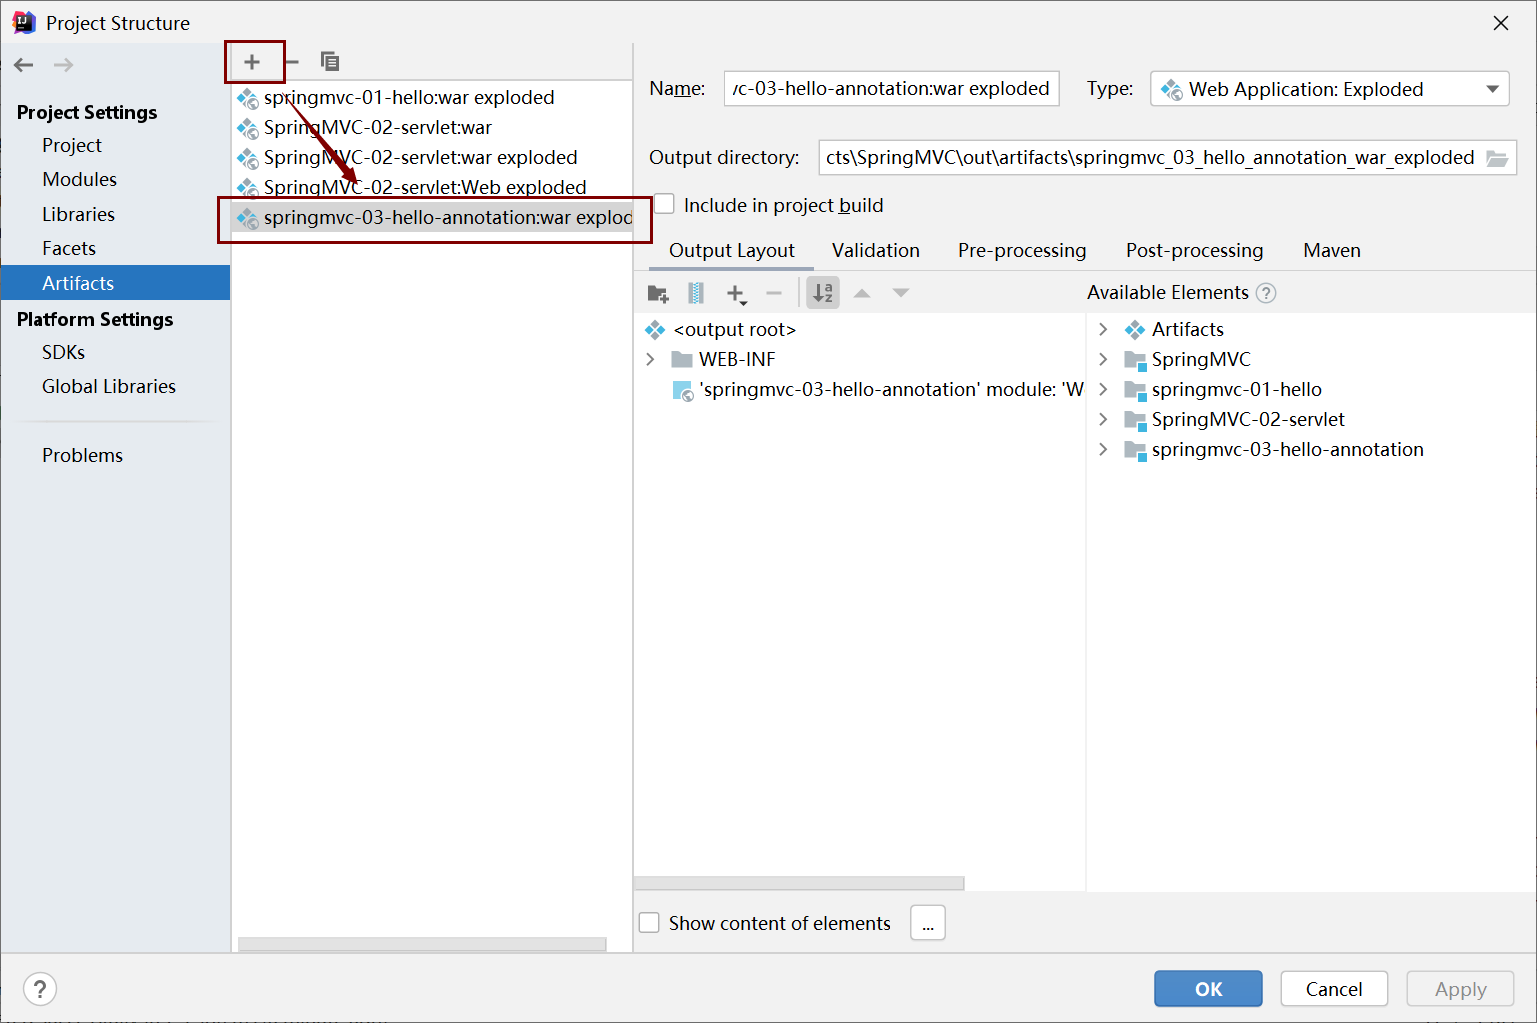 Project Structure
Project Settings
Project
Modules
Libraries
Facets
Artifacts
Platform Settings
SDKs
Global Libraries
Problems
springmvc-01-hello:war exploded
SpringMVC-02-servlet:war
SpringMVC-02-servlet:war exploded
SpringMVC-02-servlet:Web exploded
springmvc-03-hello-annotation:war explod
Name: /c-03-hello-annotation:war exploded Type: Web Application: Exploded
Output directory: cts\SpringMVC\out\artifacts\springmvc_03_hello_annotation_war_exploded
Include in project build
Output Layout Validation Pre-processing Post-processing Maven
Available Elements ?
<output root>
WEB-INF
'springmvc-03-hello-annotation' module: 'W
Artifacts
SpringMVC
springmvc-01-hello
SpringMVC-02-servlet
springmvc-03-hello-annotation
Show content of elements ...
? OK Cancel Apply